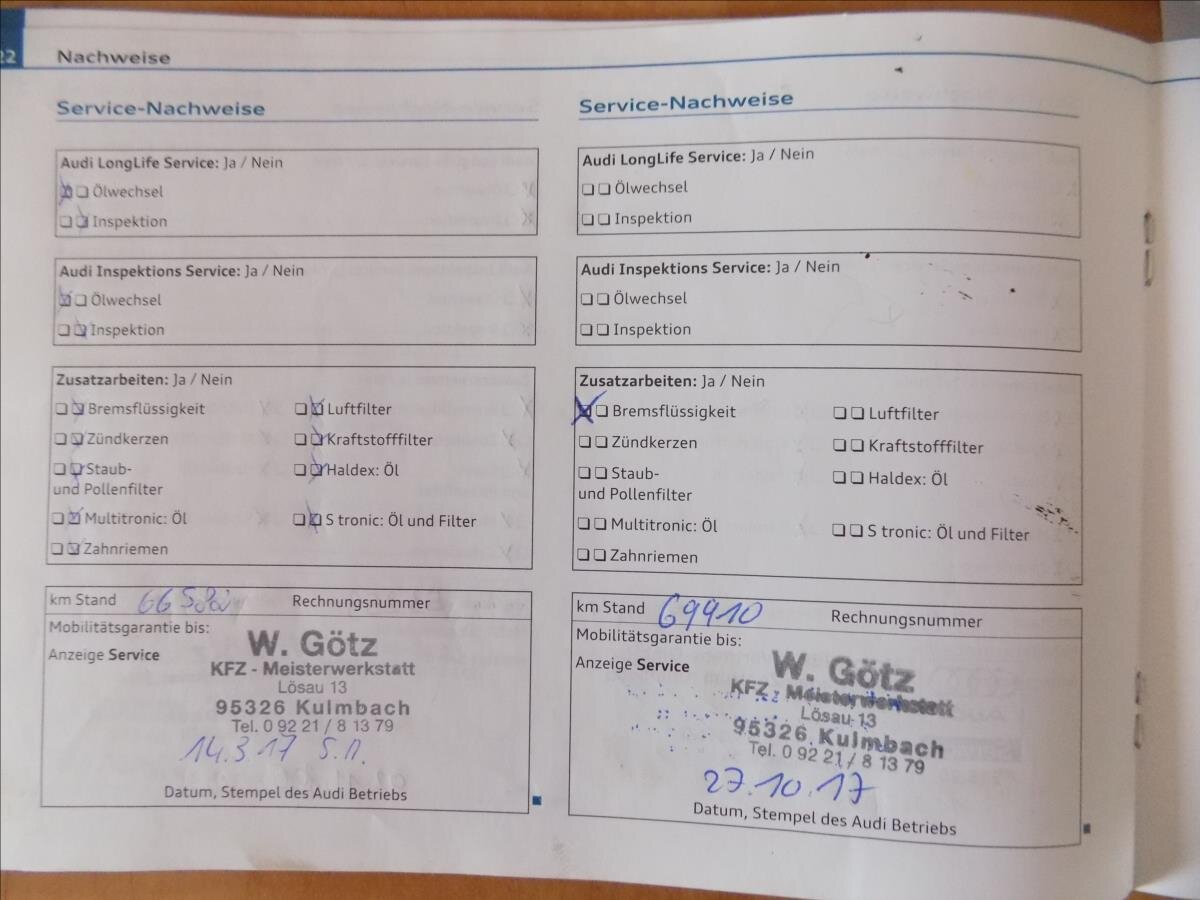 22 Nachweise
Service-Nachweise
Audi LongLife Service: Ja / Nein
Ölwechsel
Inspektion
Audi Inspektions Service: Ja / Nein
Ölwechsel
Inspektion
Zusatzarbeiten: Ja / Nein
Bremsflüssigkeit Luftfilter
Zündkerzen Kraftstofffilter
Staub- Haldex: Öl
und Pollenfilter
Multitronic: Öl S tronic: Öl und Filter
Zahnriemen
km Stand Rechnungsnummer
Mobilitätsgarantie bis:
Anzeige Service
W. Götz
KFZ - Meisterwerkstatt
Lösau 13
95326 Kulmbach
Tel. 0 92 21 / 8 13 79
14.3.17
Datum, Stempel des Audi Betriebs
Service-Nachweise
Audi LongLife Service: Ja / Nein
Ölwechsel
Inspektion
Audi Inspektions Service: Ja / Nein
Ölwechsel
Inspektion
Zusatzarbeiten: Ja / Nein
Bremsflüssigkeit Luftfilter
Zündkerzen Kraftstofffilter
Staub- Haldex: Öl
und Pollenfilter
Multitronic: Öl S tronic: Öl und Filter
Zahnriemen
km Stand 69910 Rechnungsnummer
Mobilitätsgarantie bis:
Anzeige Service
W. Götz
KFZ - Meisterwerkstatt
Lösau 13
95326 Kulmbach
Tel. 0 92 21 / 8 13 79
27.10.17
Datum, Stempel des Audi Betriebs